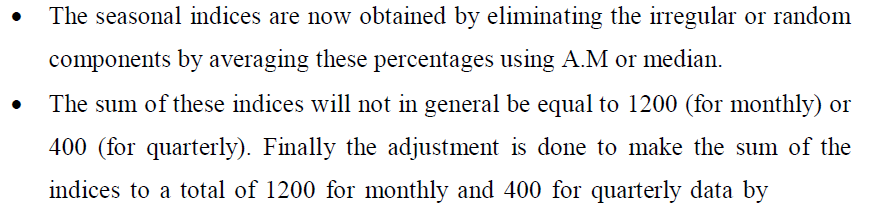 • The seasonal indices are now obtained by eliminating the irregular or random
components by averaging these percentages using A.M or median.
• The sum of these indices will not in general be equal to 1200 (for monthly) or
400 (for quarterly). Finally the adjustment is done to make the sum of the
indices to a total of 1200 for monthly and 400 for quarterly data by